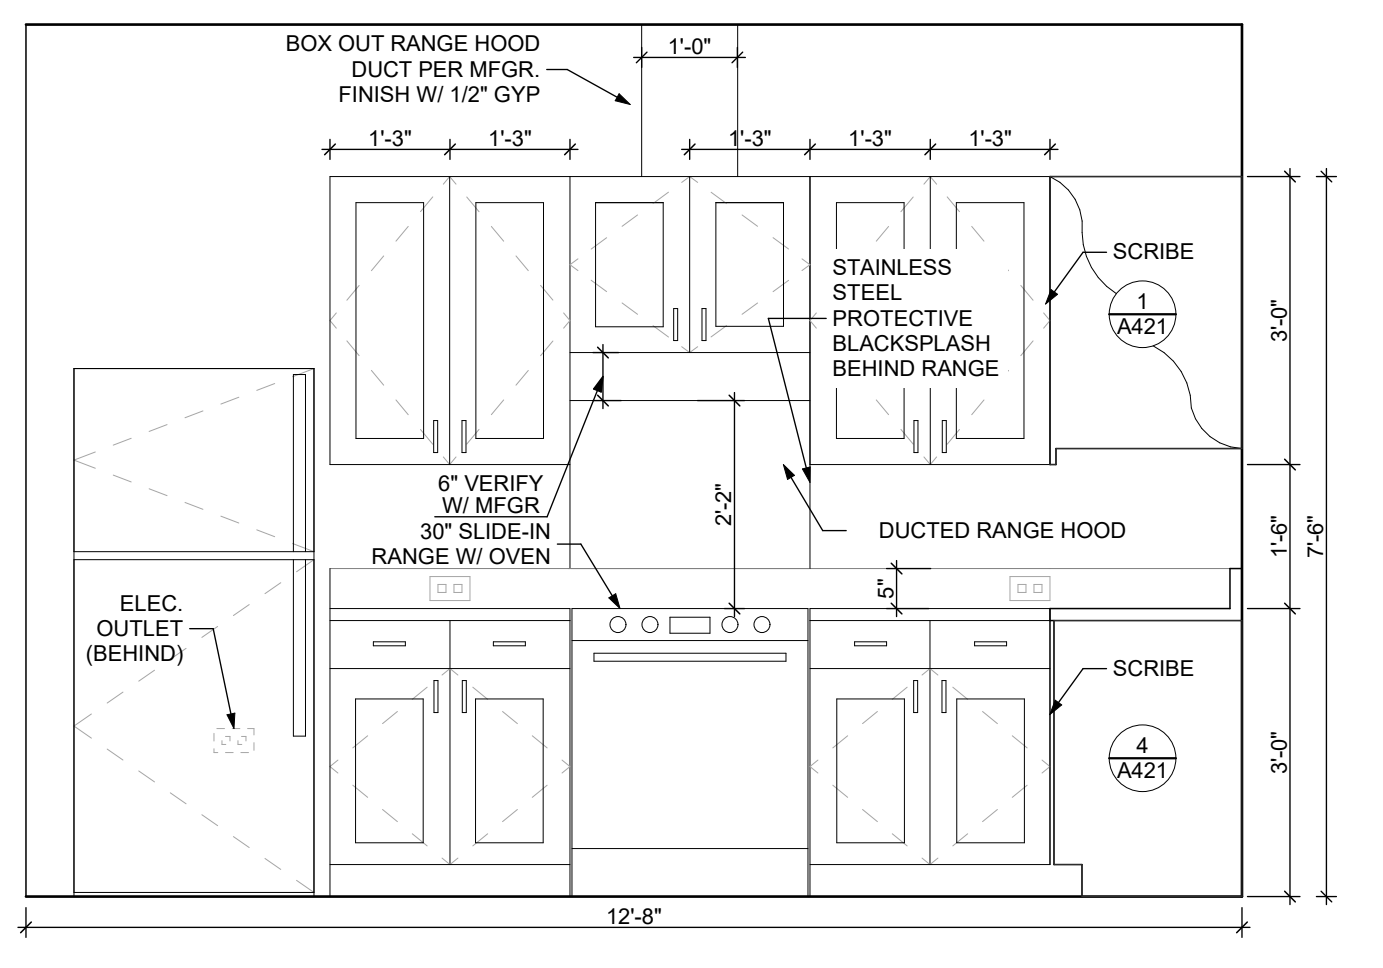 BOX OUT RANGE HOOD
DUCT PER MFGR.
FINISH W/ 1/2" GYP
1'-0"
1'-3"
1'-3"
1'-3"
1'-3"
1'-3"
SCRIBE
STAINLESS
STEEL
PROTECTIVE
BLACKSPLASH
BEHIND RANGE
1
A421
3'-0"
6" VERIFY
W/ MFGR
30" SLIDE-IN
RANGE W/ OVEN
2'-2"
DUCTED RANGE HOOD
1'-6"
7'-6"
5"
ELEC.
OUTLET
(BEHIND)
SCRIBE
4
A421
3'-0"
12'-8"